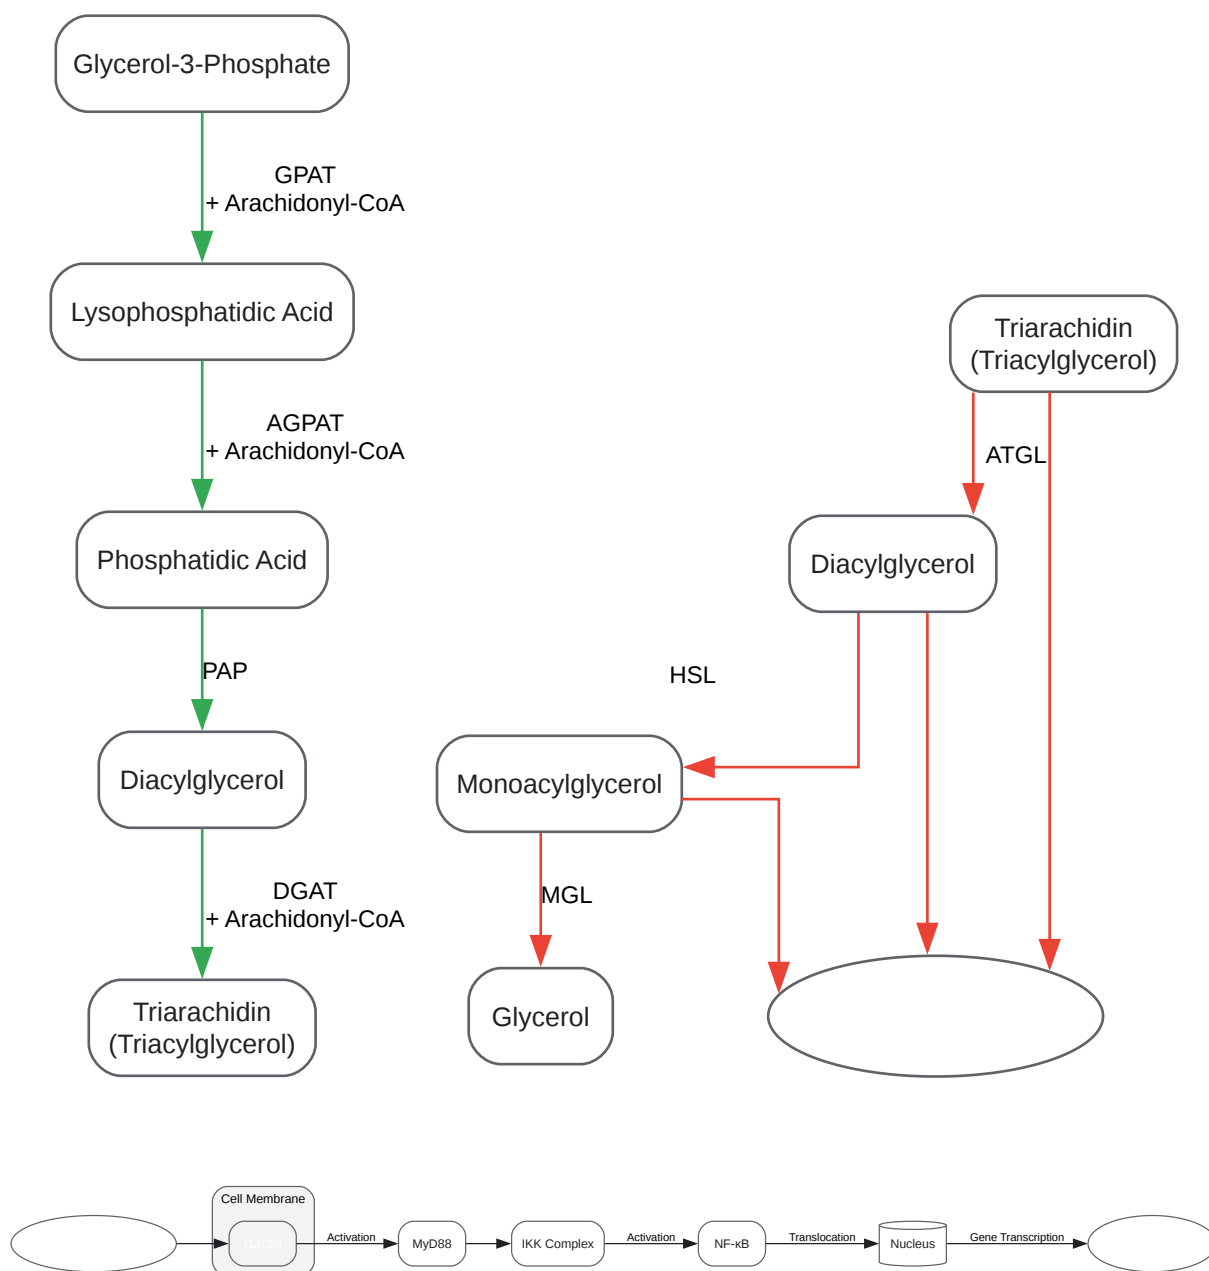 Glycerol-3-Phosphate
GPAT
+ Arachidonyl-CoA
Lysophosphatidic Acid
AGPAT
+ Arachidonyl-CoA
Phosphatidic Acid
PAP
Diacylglycerol
DGAT
+ Arachidonyl-CoA
Triarachidin
(Triacylglycerol)
Triarachidin
(Triacylglycerol)
ATGL
Diacylglycerol
HSL
Monoacylglycerol
MGL
Glycerol
Cell Membrane
TLR2/4
Activation
MyD88
IKK Complex
Activation
NF-κB
Translocation
Nucleus
Gene Transcription